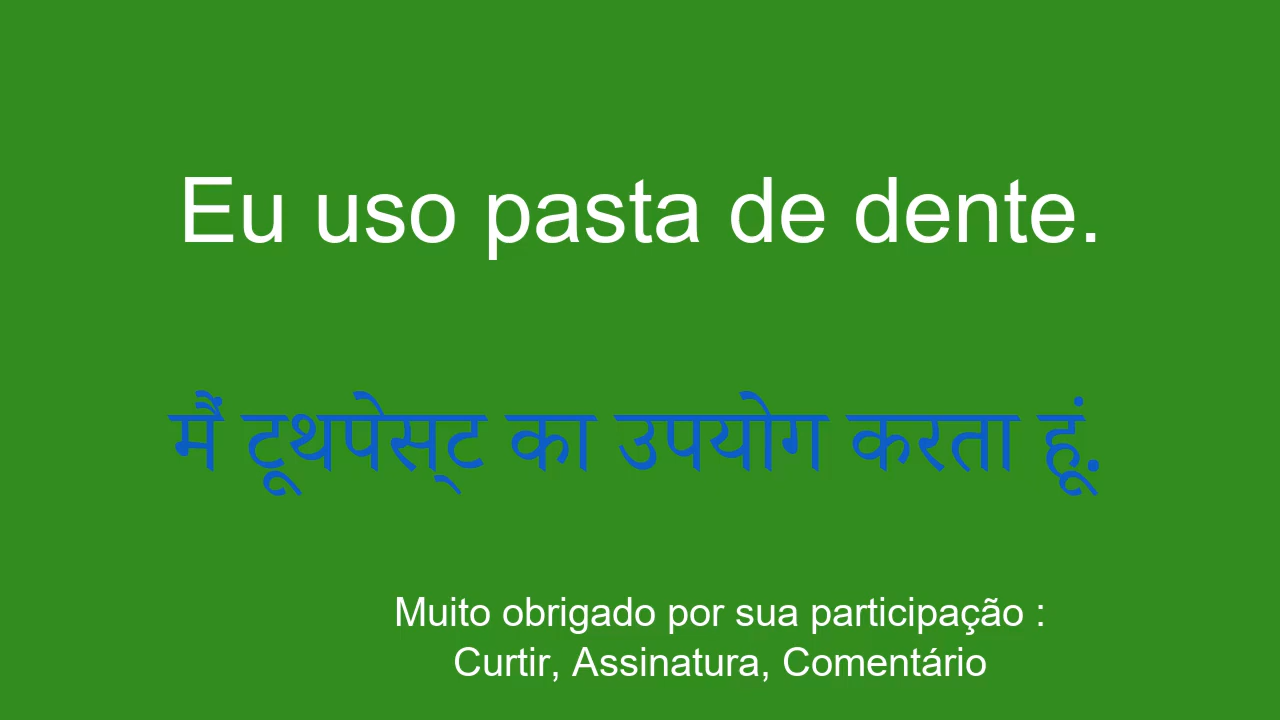 Eu uso pasta de dente.
मैं टूथपेस्‌ट का उपयोग करता हूं.
Muito obrigado por sua participação :
Curtir, Assinatura, Comentário